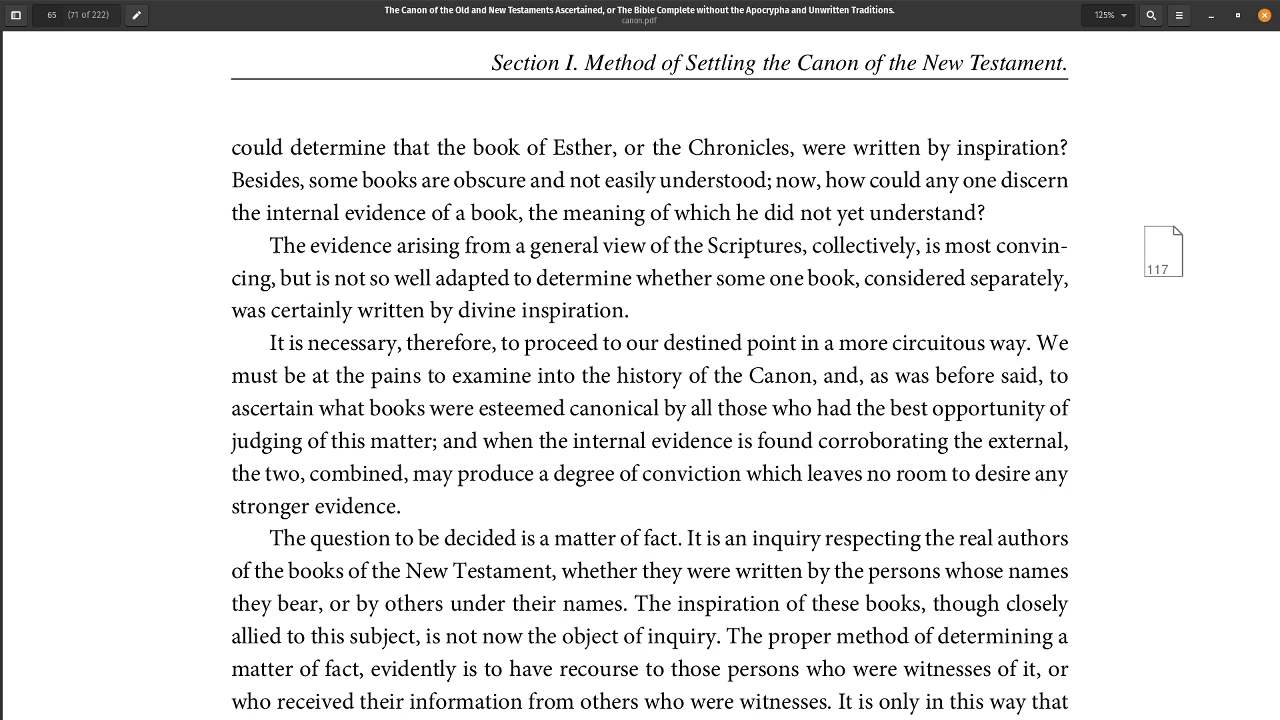 The Canon of the Old and New Testaments Ascertained, or The Bible Complete without the Apocrypha and Unwritten Traditions.
canon.pdf
65 (71 of 222)
125%
Section I. Method of Settling the Canon of the New Testament.
could determine that the book of Esther, or the Chronicles, were written by inspiration?
Besides, some books are obscure and not easily understood; now, how could any one discern
the internal evidence of a book, the meaning of which he did not yet understand?
The evidence arising from a general view of the Scriptures, collectively, is most convin-
cing, but is not so well adapted to determine whether some one book, considered separately,
was certainly written by divine inspiration.
It is necessary, therefore, to proceed to our destined point in a more circuitous way. We
must be at the pains to examine into the history of the Canon, and, as was before said, to
ascertain what books were esteemed canonical by all those who had the best opportunity of
judging of this matter; and when the internal evidence is found corroborating the external,
the two, combined, may produce a degree of conviction which leaves no room to desire any
stronger evidence.
The question to be decided is a matter of fact. It is an inquiry respecting the real authors
of the books of the New Testament, whether they were written by the persons whose names
they bear, or by others under their names. The inspiration of these books, though closely
allied to this subject, is not now the object of inquiry. The proper method of determining a
matter of fact, evidently is to have recourse to those persons who were witnesses of it, or
who received their information from others who were witnesses. It is only in this way that
117